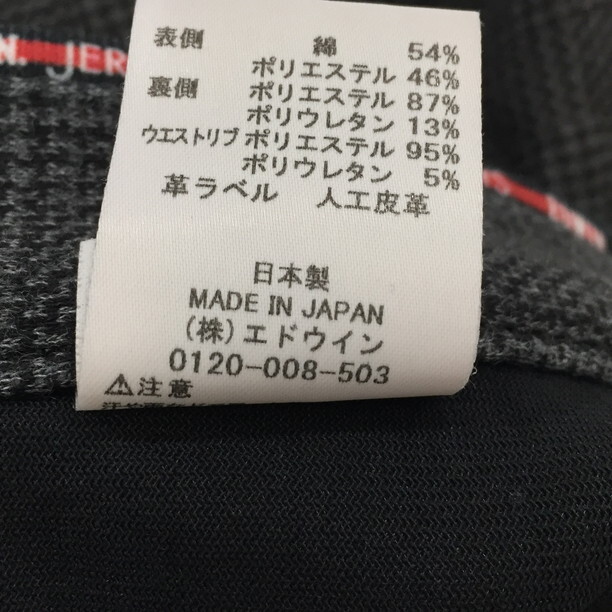 N. JER
表側 綿 54%
ポリエステル 46%
裏側 ポリエステル 87%
ポリウレタン 13%
ウエストリブ ポリエステル 95%
ポリウレタン 5%
革ラベル 人工皮革
日本製
MADE IN JAPAN
(株)エドウイン
0120-008-503
⚠注意